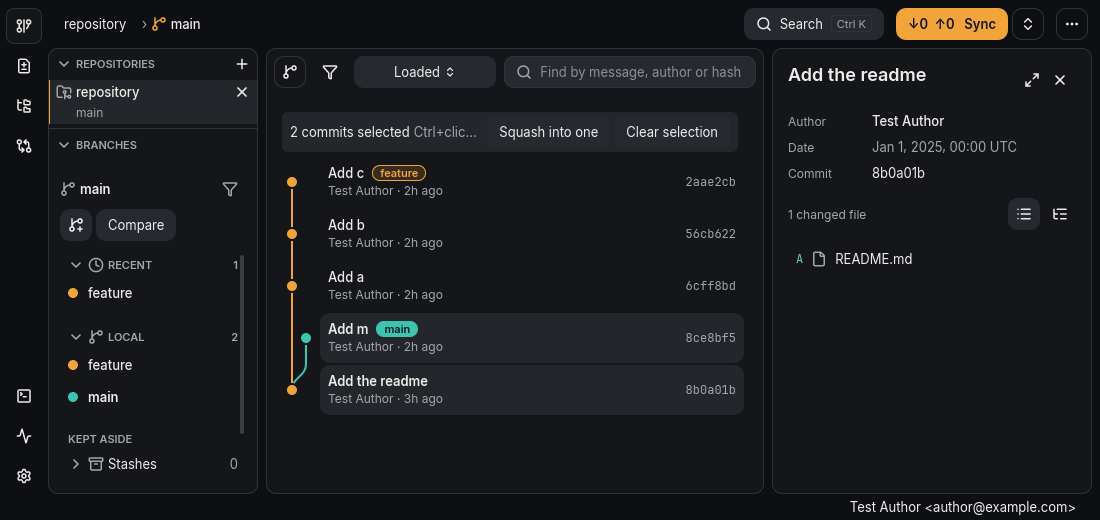 repository › main
Search Ctrl K
↓0 ↑0 Sync
REPOSITORIES
repository
main
BRANCHES
main
Compare
RECENT 1
feature
LOCAL 2
feature
main
KEPT ASIDE
Stashes 0
Loaded
Find by message, author or hash
2 commits selected Ctrl+clic...
Squash into one
Clear selection
Add c feature
Test Author · 2h ago
2aae2cb
Add b
Test Author · 2h ago
56cb622
Add a
Test Author · 2h ago
6cff8bd
Add m main
Test Author · 2h ago
8ce8bf5
Add the readme
Test Author · 3h ago
8b0a01b
Add the readme
Author Test Author
Date Jan 1, 2025, 00:00 UTC
Commit 8b0a01b
1 changed file
A README.md
Test Author <author@example.com>